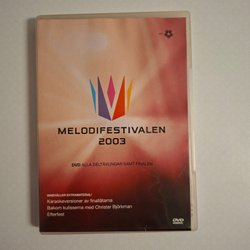 MELODIFESTIVALEN
2003
DVD ALLA DELTÄVLINGAR SAMT FINALEN
INNEHÅLLER EXTRAMATERIAL!
Karaokeversioner av finallåtarna
Bakom kulisserna med Christer Björkman
Efterfest
DVD